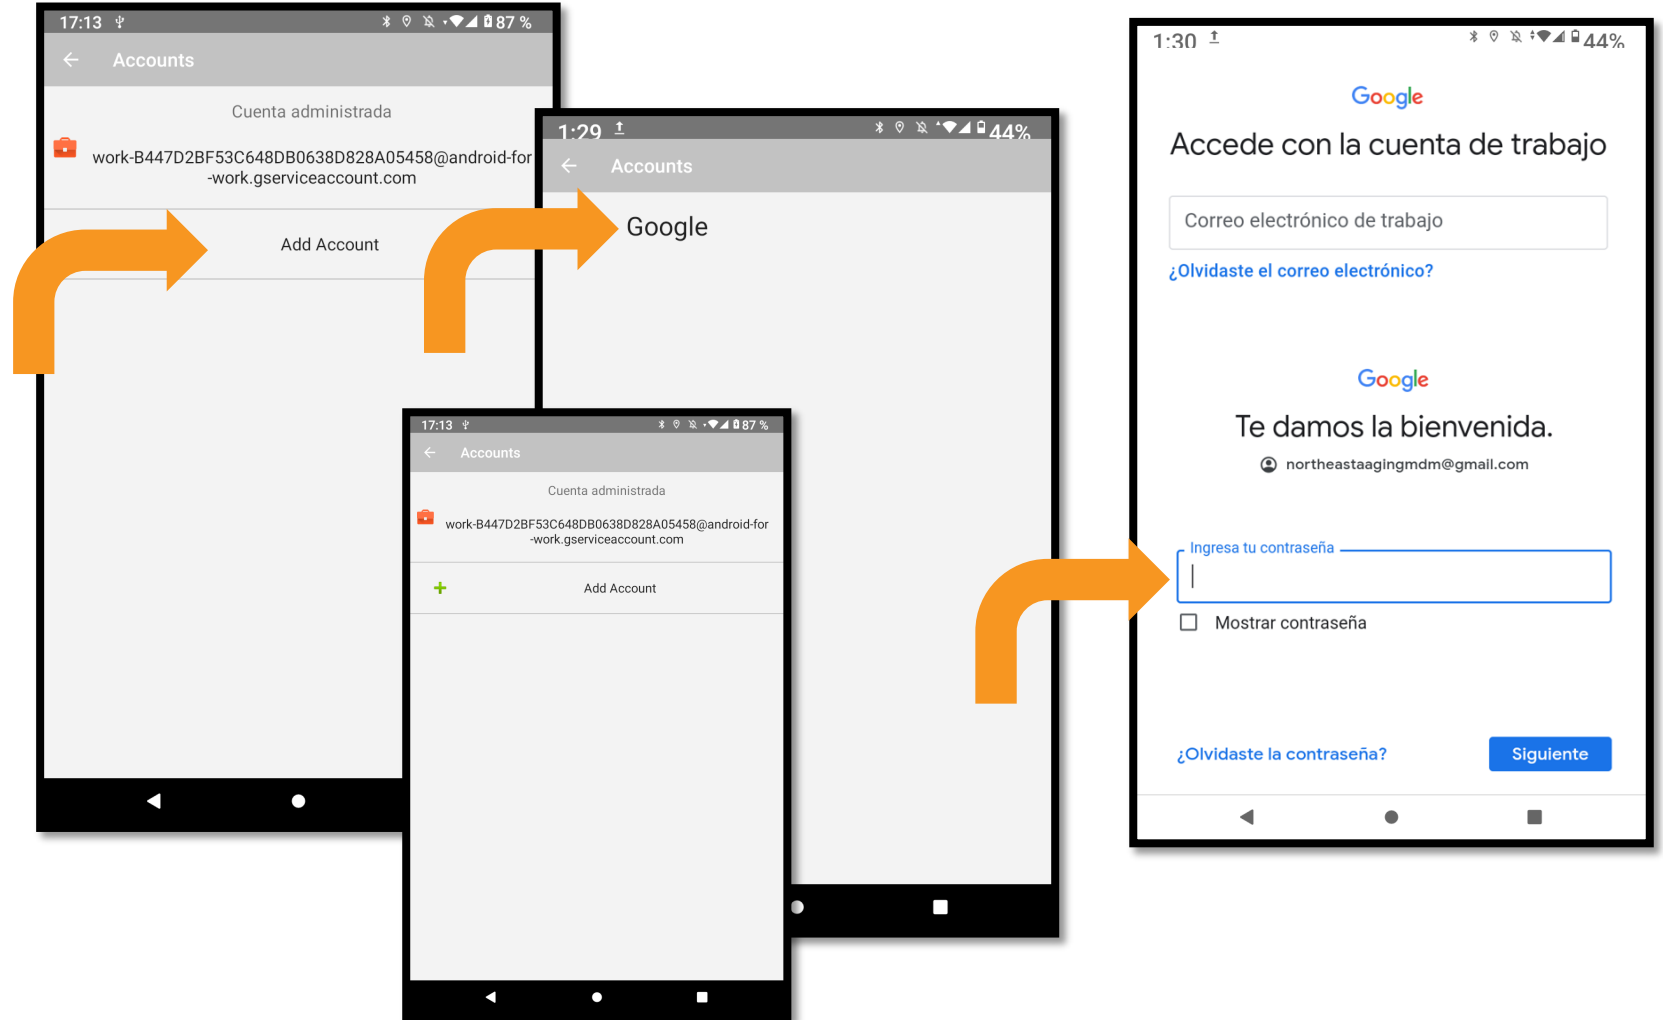 17:13
87 %
Accounts
Cuenta administrada
work-B447D2BF53C648DB0638D828A05458@android-for
-work.gserviceaccount.com
Add Account
1:29
44%
Accounts
Google
17:13
87 %
Accounts
Cuenta administrada
work-B447D2BF53C648DB0638D828A05458@android-for
-work.gserviceaccount.com
+ Add Account
1:30
44%
Google
Accede con la cuenta de trabajo
Correo electrónico de trabajo
¿Olvidaste el correo electrónico?
Google
Te damos la bienvenida.
northeastaagingmdm@gmail.com
Ingresa tu contraseña
Mostrar contraseña
¿Olvidaste la contraseña?
Siguiente